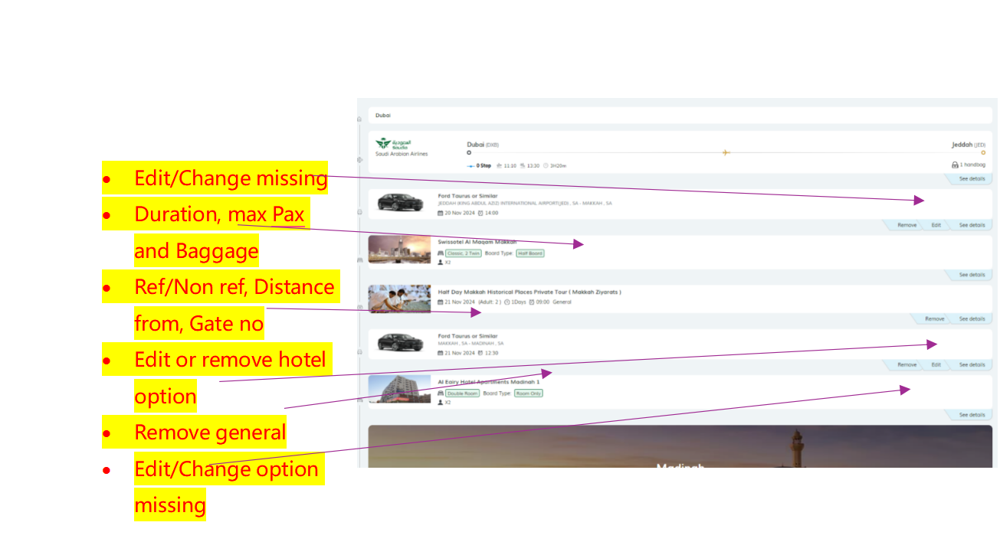 Edit/Change missing
Duration, max Pax
and Baggage
Ref/Non ref, Distance
from, Gate no
Edit or remove hotel
option
Remove general
Edit/Change option
missing
Dubai
السعودية
saudia
Saudi Arabian Airlines
Dubai (DXB)
Jeddah (JED)
0 Stop 11:10 13:30 3H20m
1 handbag
See details
Ford Taurus or Similar
JEDDAH (KING ABDUL AZIZ) INTERNATIONAL AIRPORT(JED) , SA - MAKKAH , SA
20 Nov 2024 14:00
Remove Edit See details
Swissotel Al Maqam Makkah
Classic, 2 Twin Board Type: Half Board
X2
See details
Half Day Makkah Historical Places Private Tour ( Makkah Ziyarats )
21 Nov 2024 (Adult: 2 ) 1Days 09:00 General
Remove See details
Ford Taurus or Similar
MAKKAH , SA - MADINAH , SA
21 Nov 2024 12:30
Remove Edit See details
Al Eairy Hotel Apartments Madinah 1
Double Room Board Type: Room Only
X2
See details
Madinah